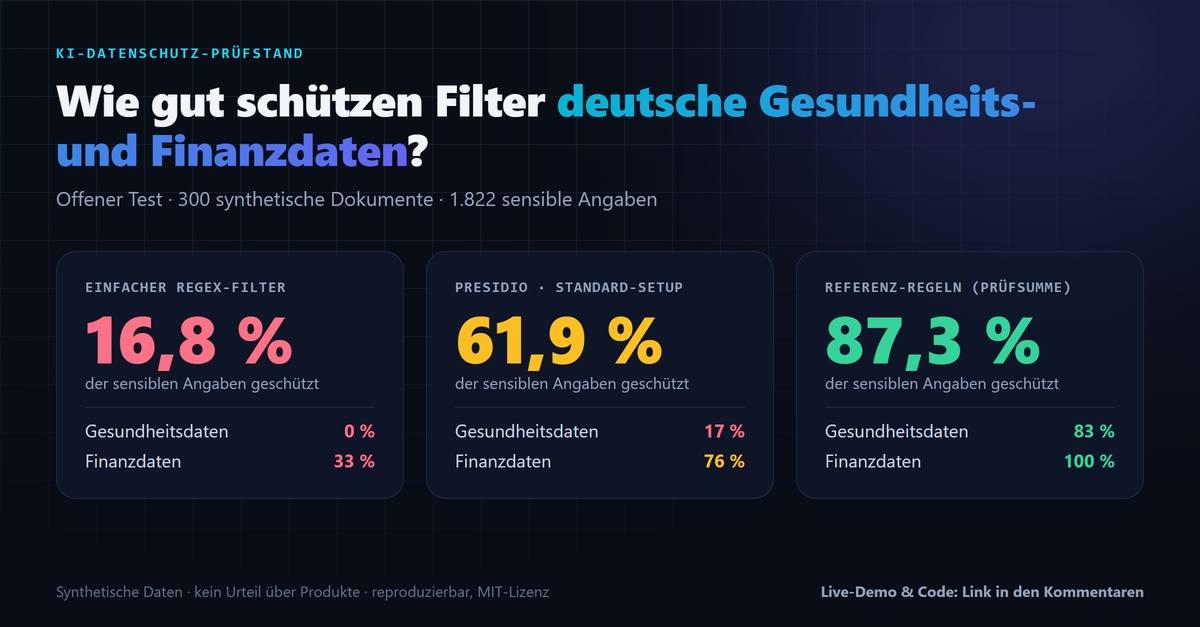 KI-DATENSCHUTZ-PRÜFSTAND
Wie gut schützen Filter deutsche Gesundheits-
und Finanzdaten?
Offener Test · 300 synthetische Dokumente · 1.822 sensible Angaben
EINFACHER REGEX-FILTER
16,8 %
der sensiblen Angaben geschützt
Gesundheitsdaten 0 %
Finanzdaten 33 %
PRESIDIO · STANDARD-SETUP
61,9 %
der sensiblen Angaben geschützt
Gesundheitsdaten 17 %
Finanzdaten 76 %
REFERENZ-REGELN (PRÜFSUMME)
87,3 %
der sensiblen Angaben geschützt
Gesundheitsdaten 83 %
Finanzdaten 100 %
Synthetische Daten · kein Urteil über Produkte · reproduzierbar, MIT-Lizenz
Live-Demo & Code: Link in den Kommentaren